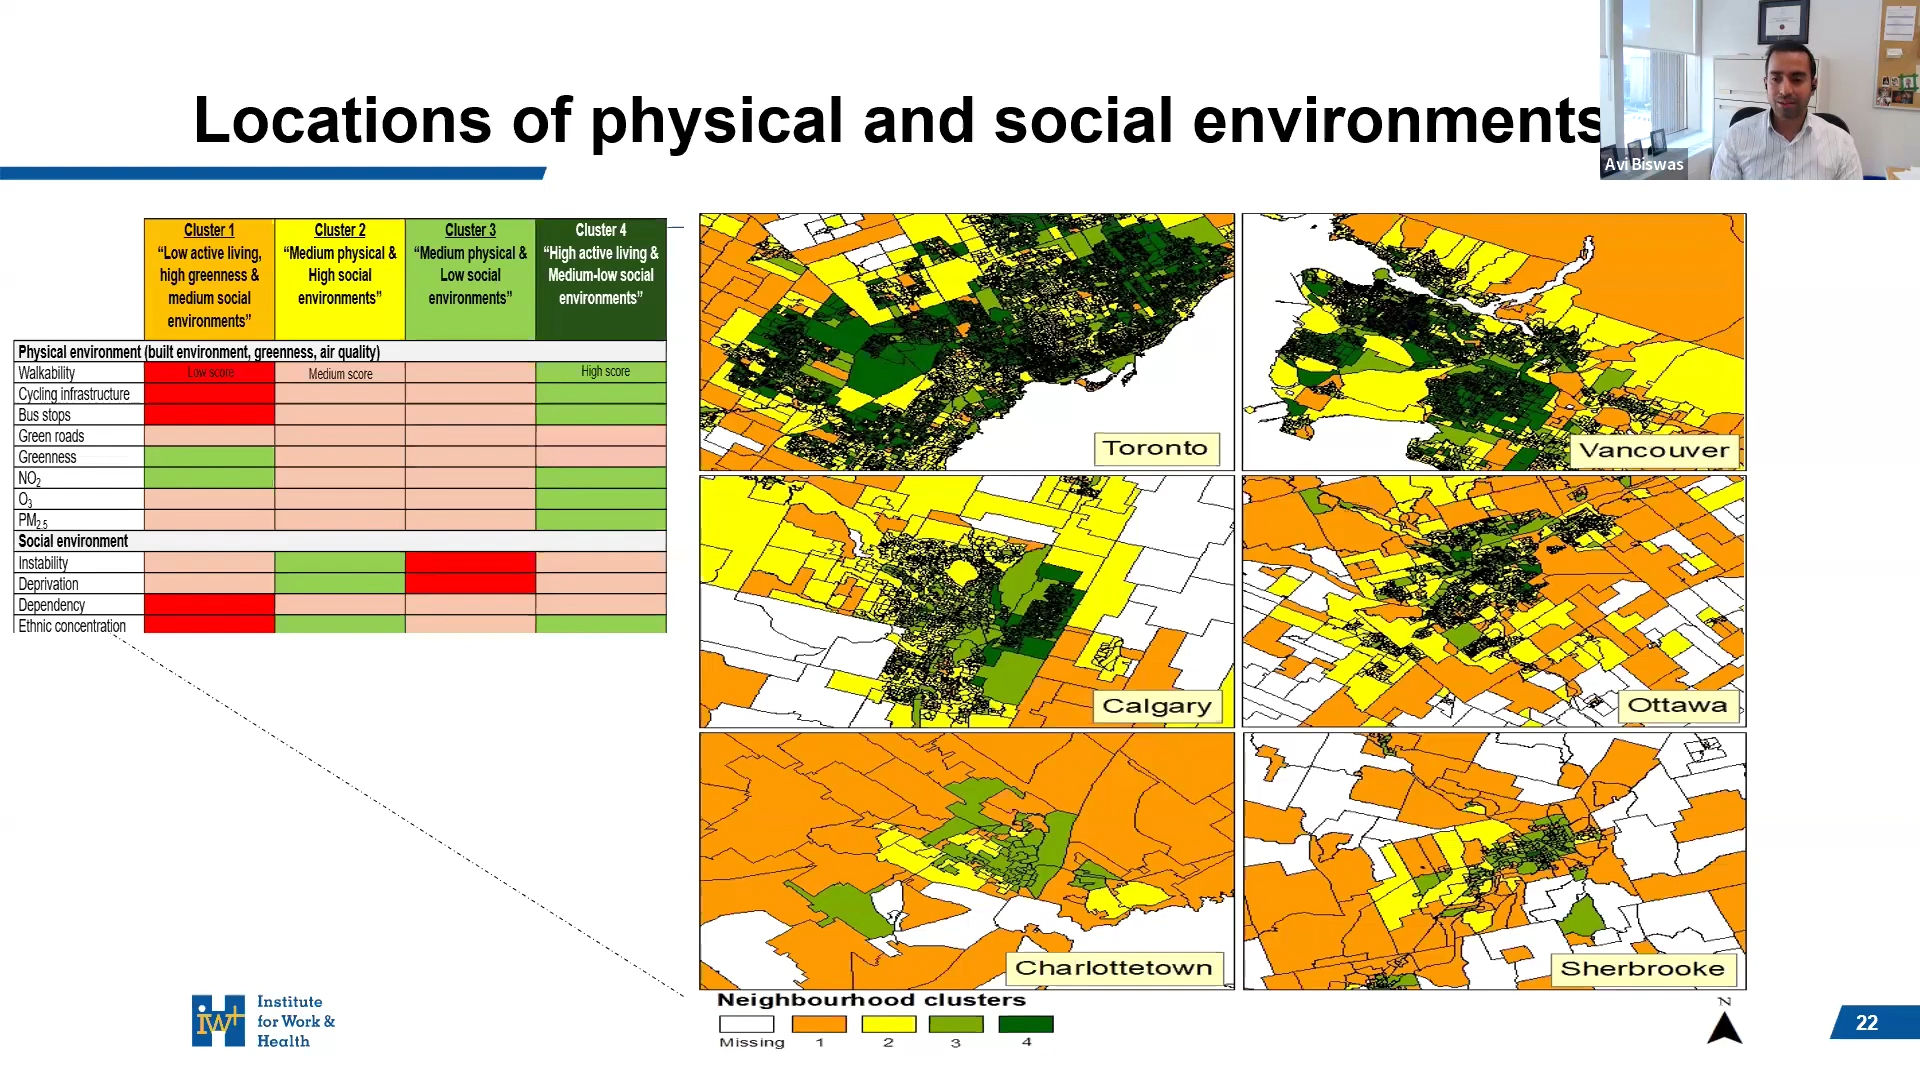 Locations of physical and social environments
Avi Biswas
Cluster 1
“Low active living,
high greenness &
medium social
environments”
Cluster 2
“Medium physical &
High social
environments”
Cluster 3
“Medium physical &
Low social
environments”
Cluster 4
“High active living &
Medium-low social
environments”
Physical environment (built environment, greenness, air quality)
Walkability
Low score
Medium score
High score
Cycling infrastructure
Bus stops
Green roads
Greenness
NO2
O3
PM2.5
Social environment
Instability
Deprivation
Dependency
Ethnic concentration
Toronto
Vancouver
Calgary
Ottawa
Charlottetown
Sherbrooke
Neighbourhood clusters
Missing 1 2 3 4
N
iwh
Institute
for Work &
Health
22